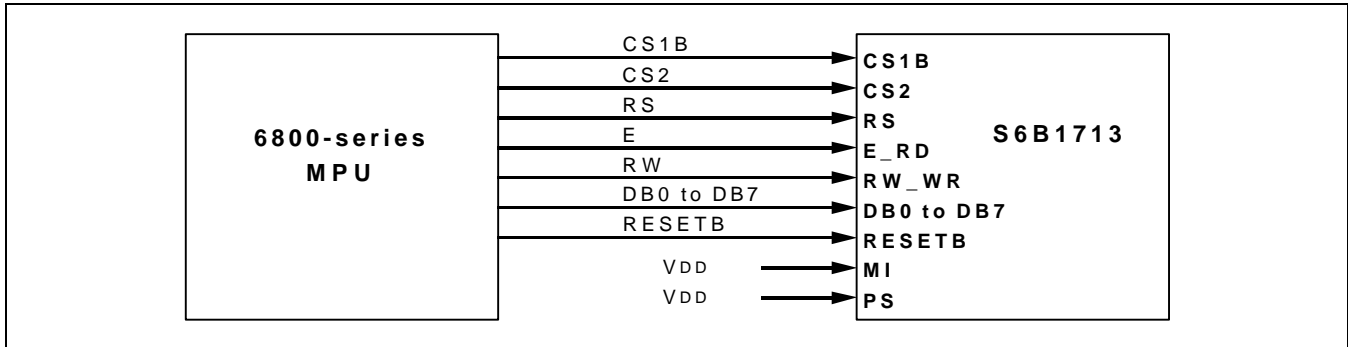 CS1B CS1B
CS2 CS2
RS RS
S6B1713
6800-series
MPU
E E_RD
RW RW_WR
DB0 to DB7 DB0 to DB7
RESETB RESETB
VDD MI
VDD PS